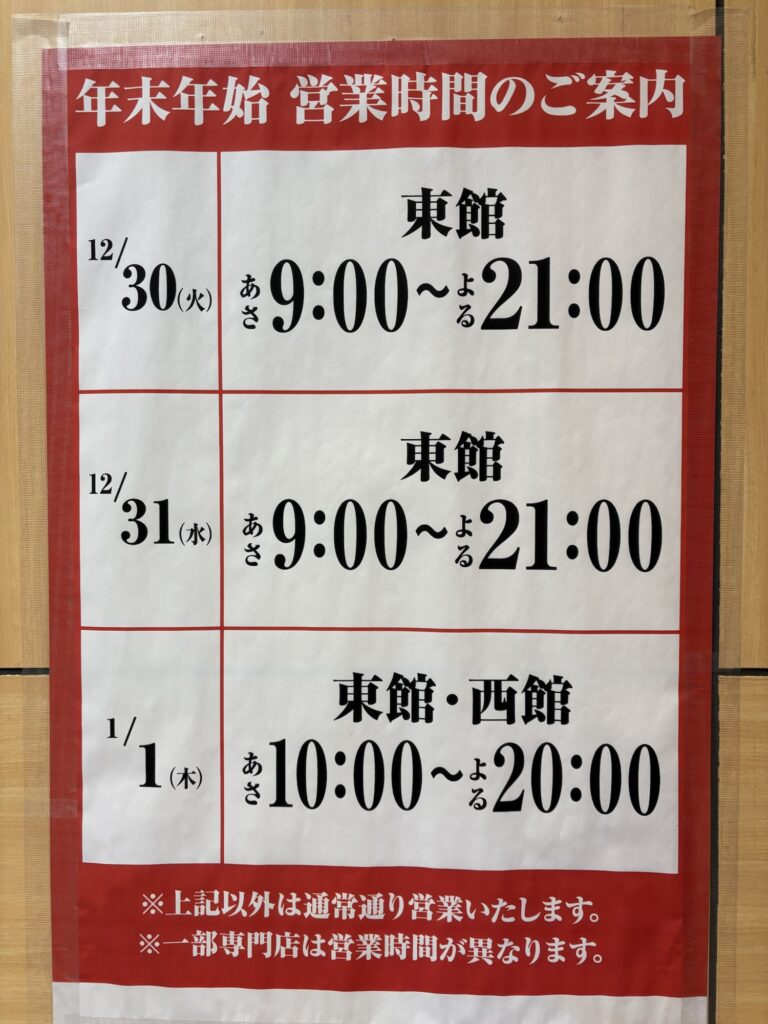 年末年始 営業時間のご案内
12/30(火)
東館
あさ9:00~よる21:00
12/31(水)
東館
あさ9:00~よる21:00
1/1(木)
東館・西館
あさ10:00~よる20:00
※上記以外は通常通り営業いたします。
※一部専門店は営業時間が異なります。